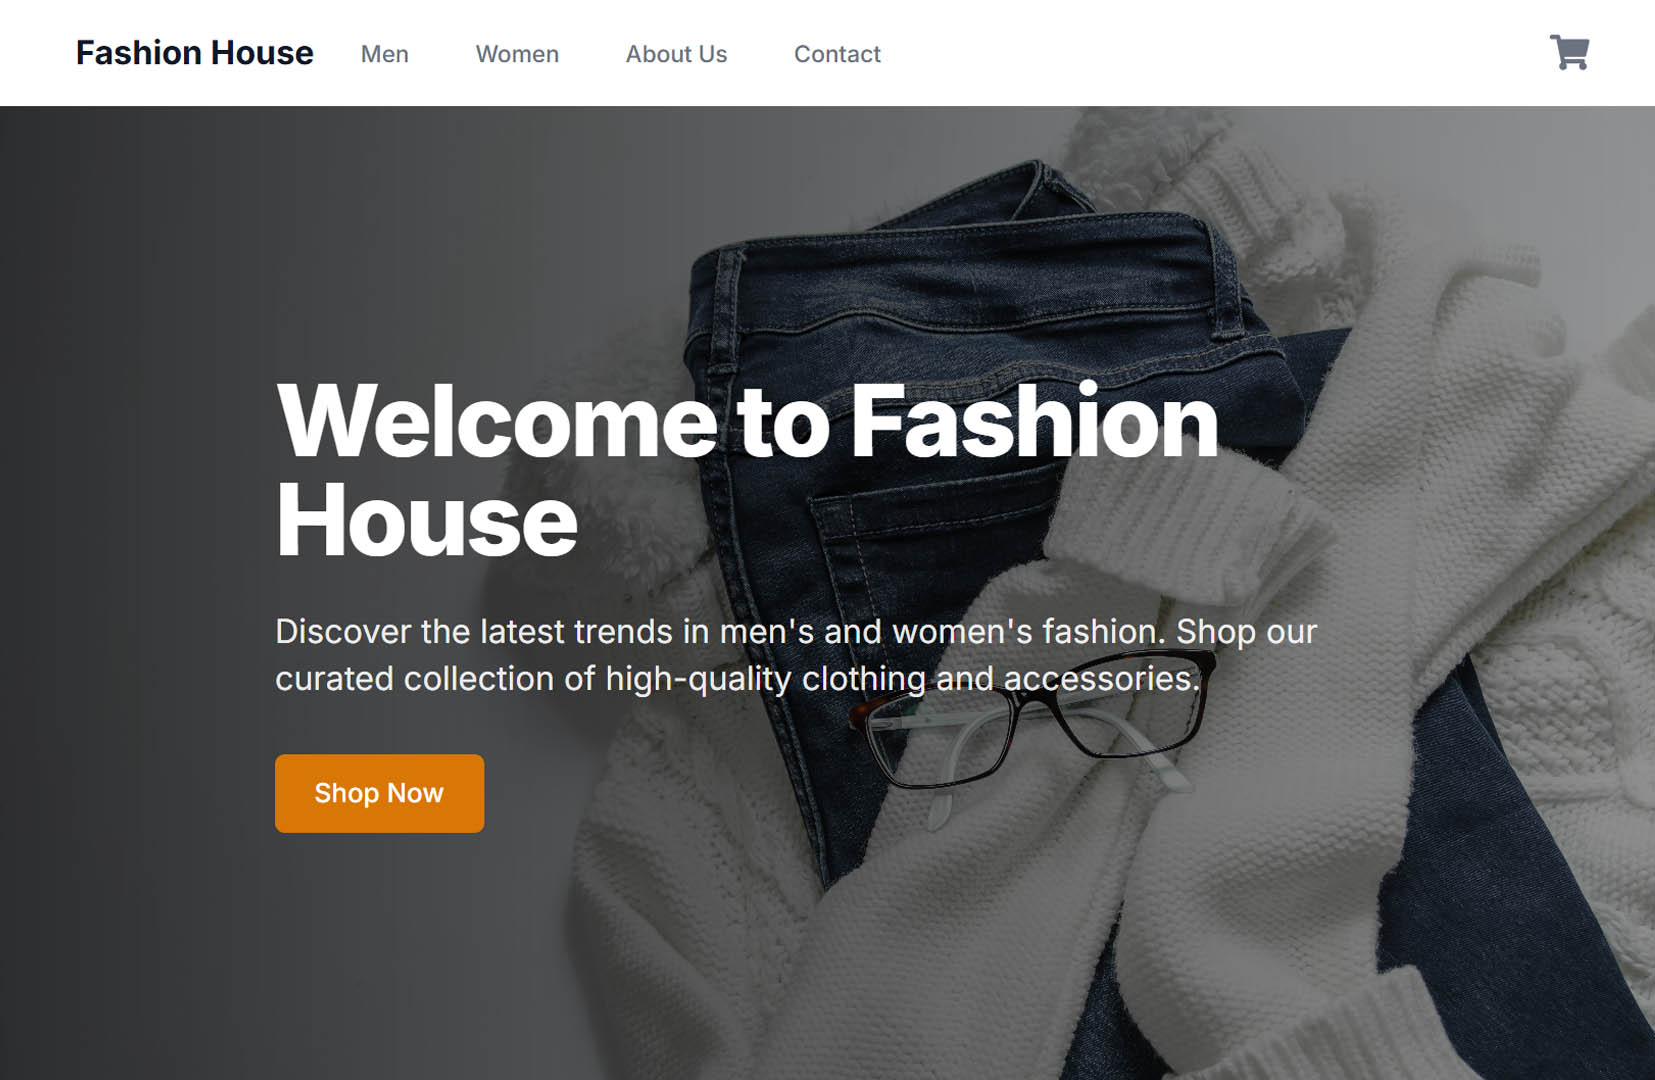 Fashion House
Men
Women
About Us
Contact
Welcome to Fashion
House
Discover the latest trends in men's and women's fashion. Shop our
curated collection of high-quality clothing and accessories.
Shop Now